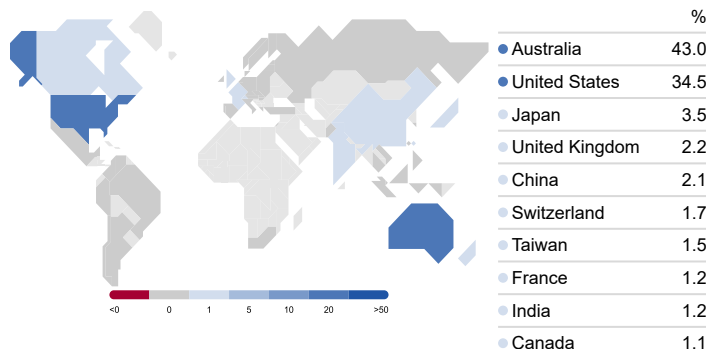 %
Australia 43.0
United States 34.5
Japan 3.5
United Kingdom 2.2
China 2.1
Switzerland 1.7
Taiwan 1.5
France 1.2
India 1.2
Canada 1.1
<0 0 1 5 10 20 >50